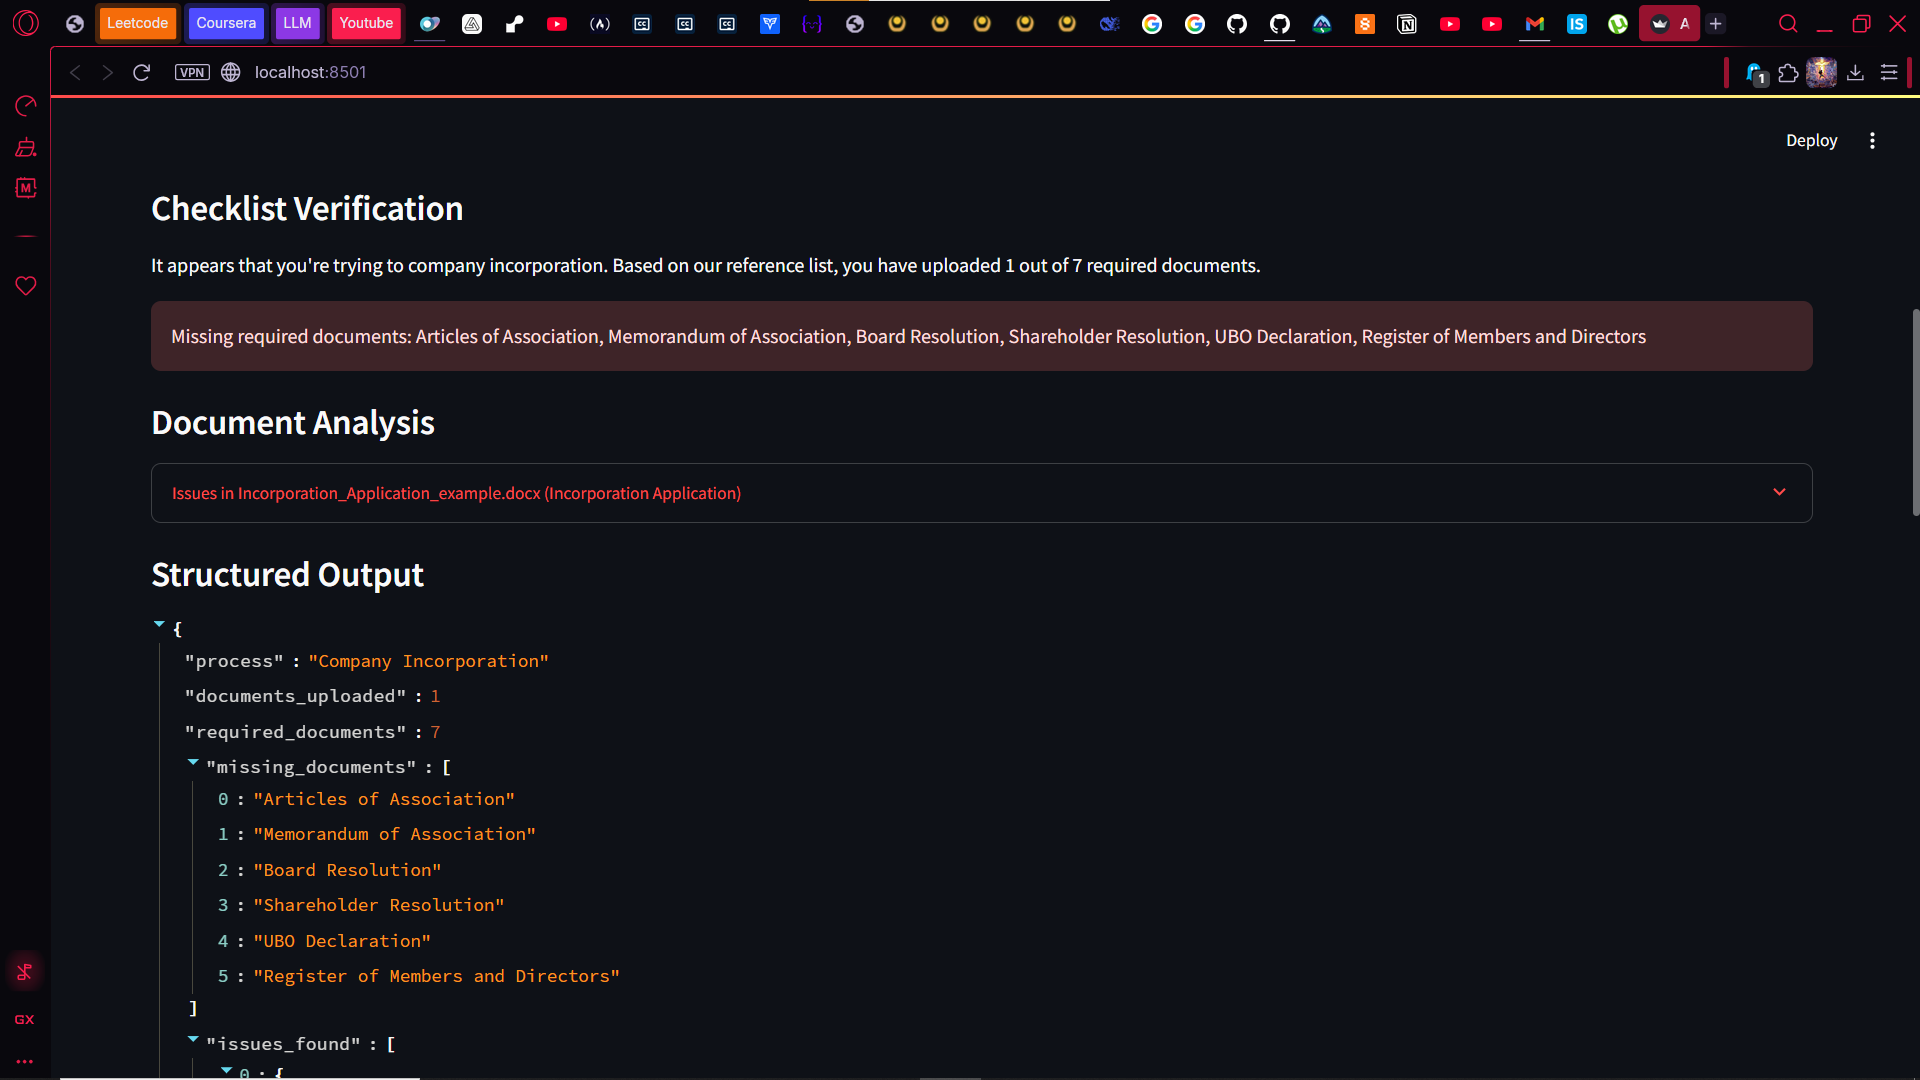 Leetcode
Coursera
LLM
Youtube
A
VPN
localhost:8501
1
Deploy
Checklist Verification
It appears that you're trying to company incorporation. Based on our reference list, you have uploaded 1 out of 7 required documents.
Missing required documents: Articles of Association, Memorandum of Association, Board Resolution, Shareholder Resolution, UBO Declaration, Register of Members and Directors
Document Analysis
Issues in Incorporation_Application_example.docx (Incorporation Application)
Structured Output
{
"process" : "Company Incorporation"
"documents_uploaded" : 1
"required_documents" : 7
"missing_documents" : [
0 : "Articles of Association"
1 : "Memorandum of Association"
2 : "Board Resolution"
3 : "Shareholder Resolution"
4 : "UBO Declaration"
5 : "Register of Members and Directors"
]
"issues_found" : [
0 : {
GX